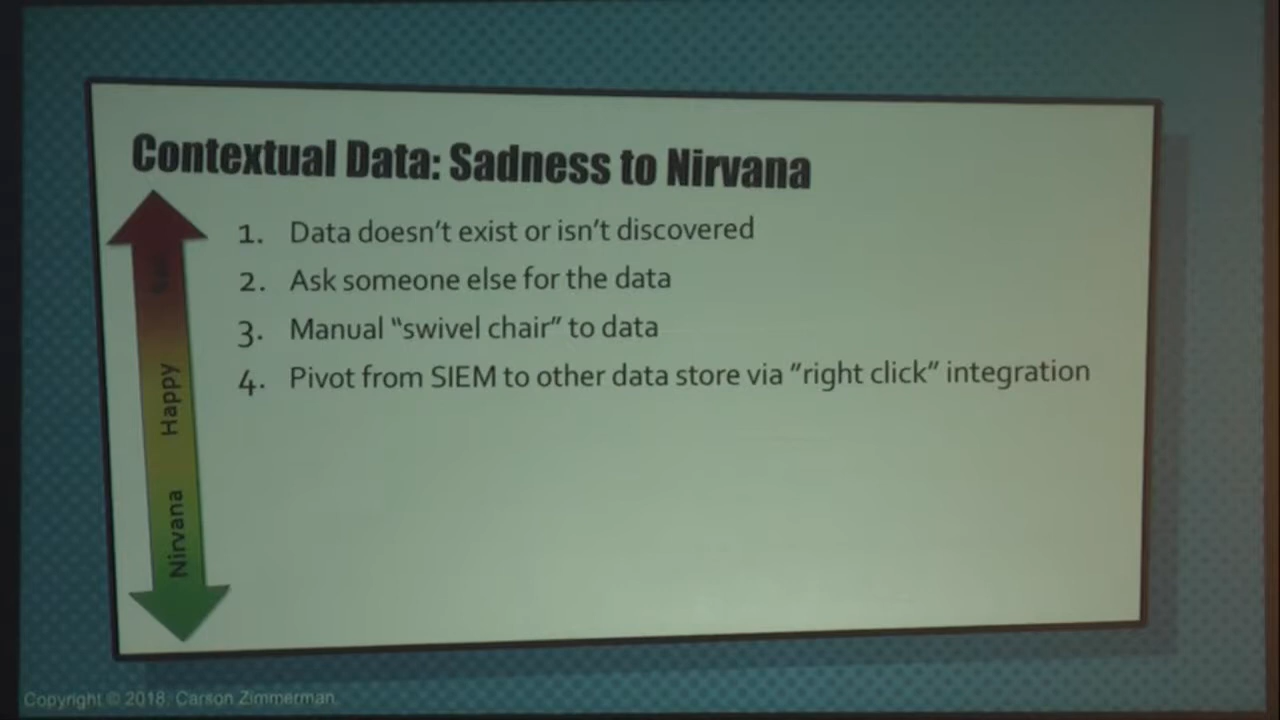 Contextual Data: Sadness to Nirvana
1. Data doesn't exist or isn't discovered
2. Ask someone else for the data
3. Manual “swivel chair” to data
4. Pivot from SIEM to other data store via ”right click” integration
Happy
Nirvana
Copyright © 2018, Carson Zimmerman